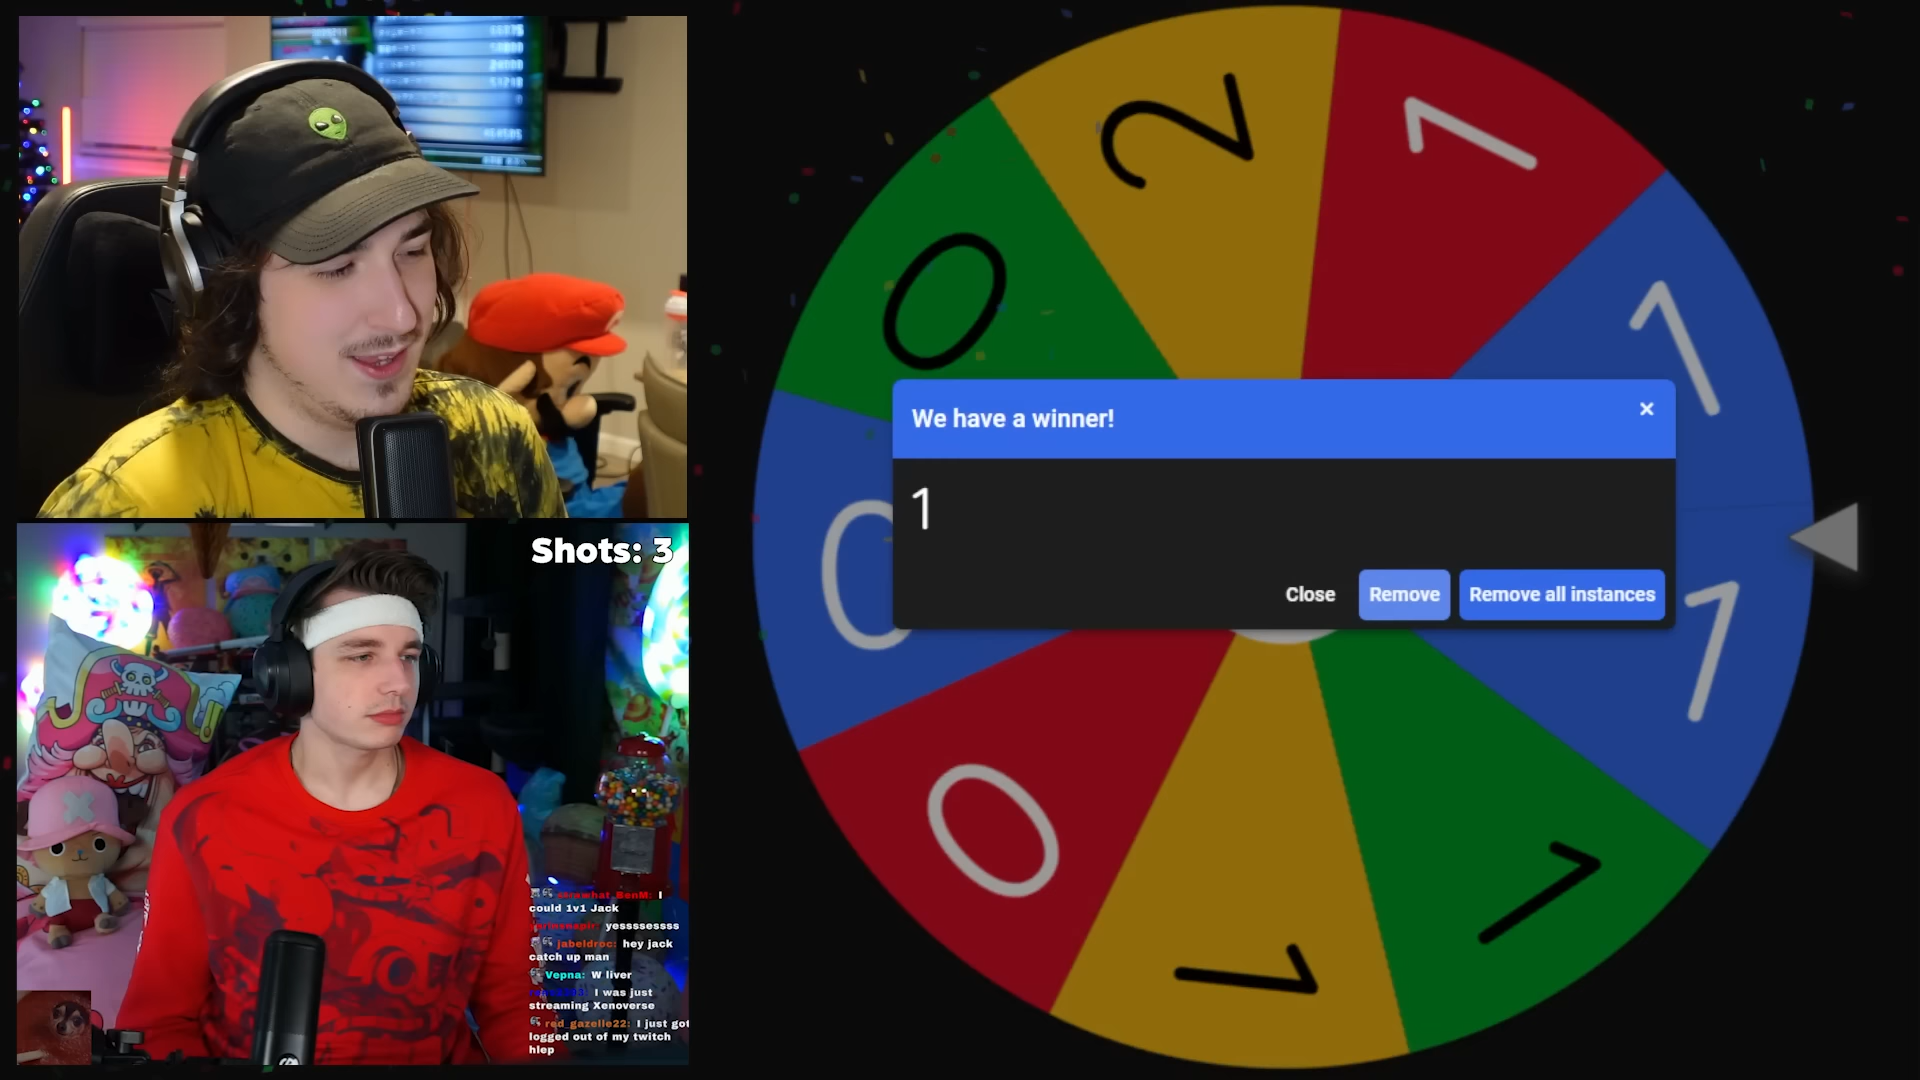 2
1
0
1
We have a winner!
×
1
Close
Remove
Remove all instances
0
1
0
1
1
Shots: 3
I
could 1v1 Jack
yesssessss
jabeldroc: hey jack
catch up man
Vepna: W liver
I was just
streaming Xenoverse
red_gazelle22: I just got
logged out of my twitch
hlep